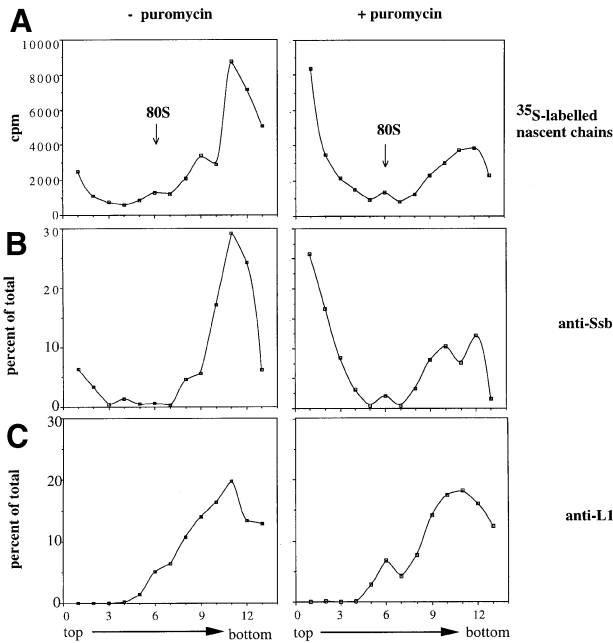 A
- puromycin
+ puromycin
10000
8000
6000
4000
2000
0
cpm
80S
80S
35S-labelled
nascent chains
B
30
20
10
0
percent of total
anti-Ssb
C
30
20
10
0
percent of total
anti-L1
0 3 6 9 12
0 3 6 9 12
top bottom
top bottom